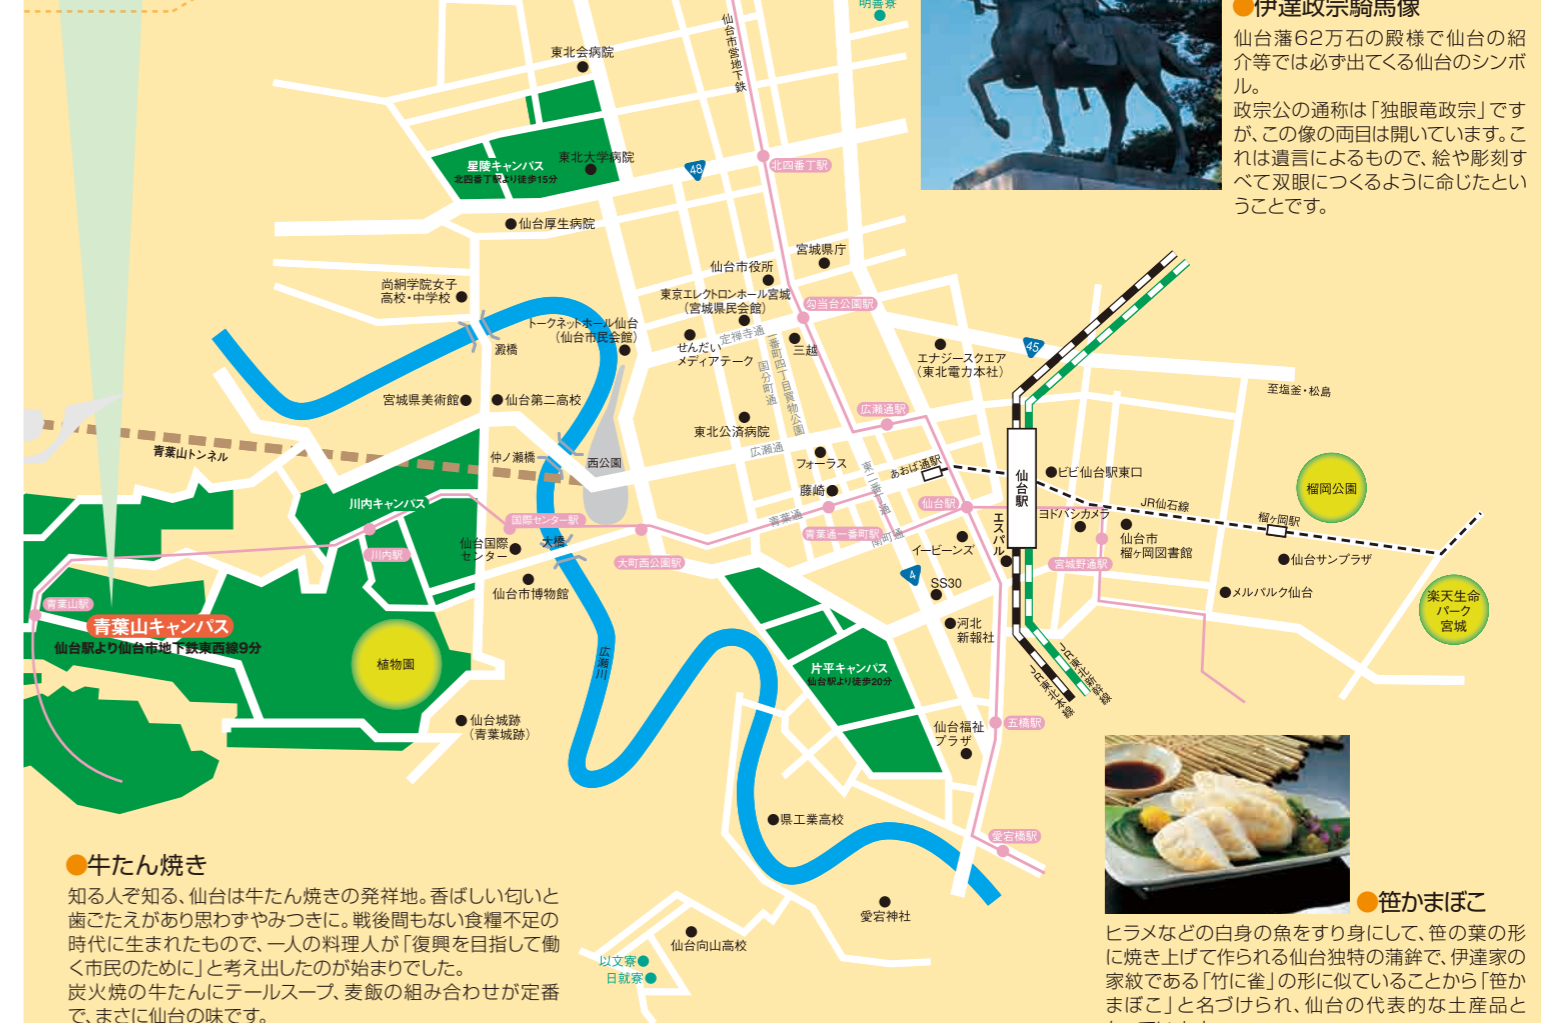 明善寮
●伊達政宗騎馬像
仙台藩62万石の殿様で仙台の紹
介等では必ず出てくる仙台のシンボ
ル。
政宗公の通称は「独眼竜政宗」です
が、この像の両目は開いています。こ
れは遺言によるもので、絵や彫刻す
べて双眼につくるように命じたとい
うことです。
仙台市営地下鉄
東北会病院
星陵キャンパス
北四番丁駅より徒歩15分
東北大学病院
48
北四番丁駅
仙台厚生病院
宮城県庁
仙台市役所
尚絅学院女子
高校・中学校
東京エレクトロンホール宮城
（宮城県民会館）
勾当台公園駅
トークネットホール仙台
（仙台市民会館）
澱橋
定禅寺通
せんだい
メディアテーク
三越
一番町四丁目買物公園
国分町通
エナジースクエア
（東北電力本社）
45
至塩釜・松島
宮城県美術館
仙台第二高校
東北公済病院
広瀬通駅
青葉山トンネル
仲ノ瀬橋
西公園
広瀬通
フォーラス
東二番丁通
あおば通駅
仙台駅
ビビ仙台駅東口
榴岡公園
川内キャンパス
藤崎
仙台駅
JR仙石線
国際センター駅
青葉通
エスパル
ヨドバシカメラ
榴ヶ岡駅
川内駅
仙台国際
センター
大橋
大町西公園駅
青葉通一番町駅
南町通
イービーンズ
仙台市
榴ヶ岡図書館
仙台サンプラザ
宮城野通駅
4
SS30
仙台市博物館
メルパルク仙台
楽天生命
パーク
宮城
青葉山駅
青葉山キャンパス
仙台駅より仙台市地下鉄東西線9分
河北
新報社
植物園
広瀬川
片平キャンパス
仙台駅より徒歩20分
JR東北新幹線
JR東北本線
仙台城跡
（青葉城跡）
仙台福祉
プラザ
五橋駅
県工業高校
愛宕橋駅
●牛たん焼き
知る人ぞ知る、仙台は牛たん焼きの発祥地。香ばしい匂いと
歯ごたえがあり思わずやみつきに。戦後間もない食糧不足の
時代に生まれたもので、一人の料理人が「復興を目指して働
く市民のために」と考え出したのが始まりでした。
炭火焼の牛たんにテールスープ、麦飯の組み合わせが定番
で、まさに仙台の味です。
愛宕神社
仙台向山高校
以文寮
日就寮
●笹かまぼこ
ヒラメなどの白身の魚をすり身にして、笹の葉の形
に焼き上げて作られる仙台独特の蒲鉾で、伊達家の
家紋である「竹に雀」の形に似ていることから「笹か
まぼこ」と名づけられ、仙台の代表的な土産品と